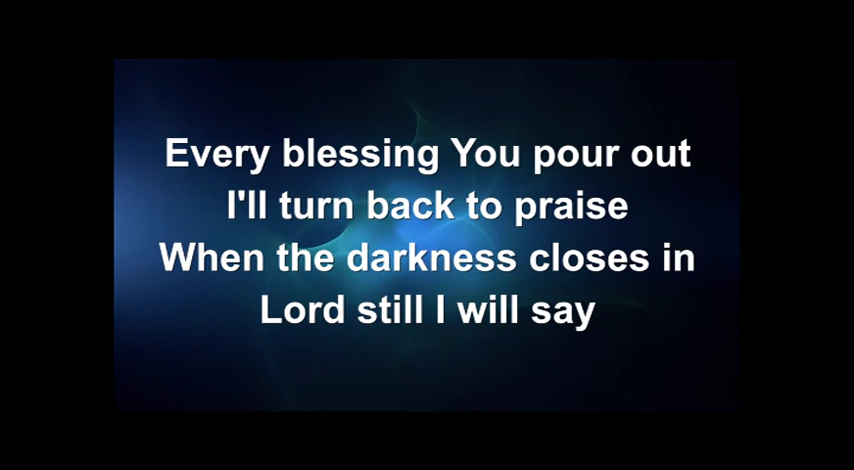 Every blessing You pour out
I'll turn back to praise
When the darkness closes in
Lord still I will say